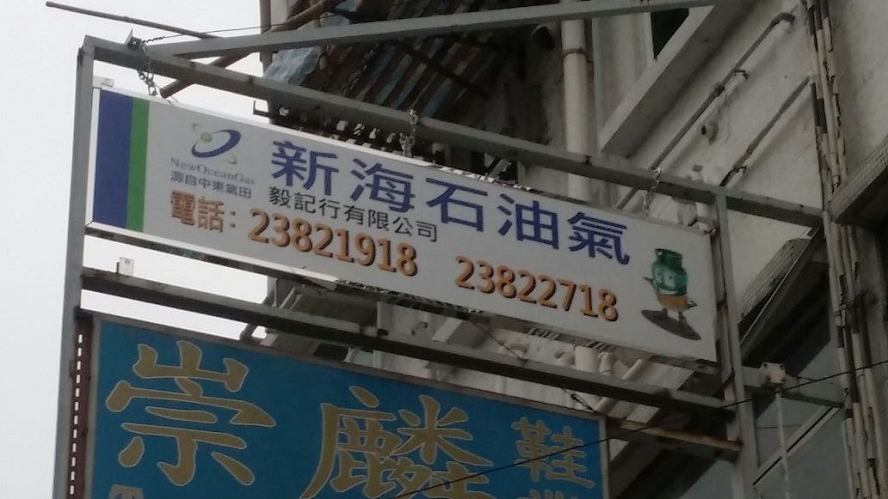 新海石油氣
NewOceanGas
源自中東氣田
毅記行有限公司
電話: 23821918 23822718
崇麟鞋